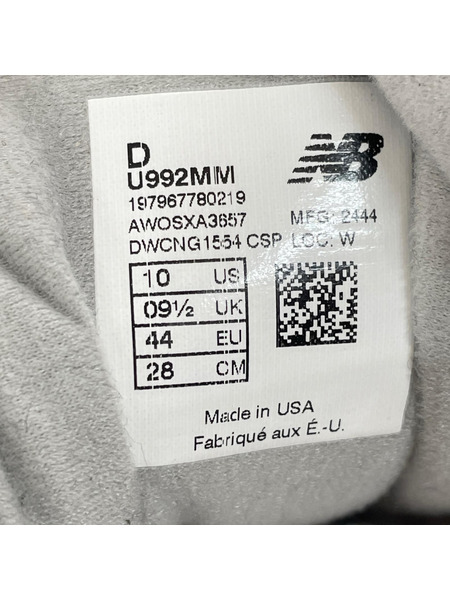 D
NB
U992MM
197967780219
AWOSXA3657 MFG: 2444
DWCNG1554 CSP LOC: W
10 US
09½ UK
44 EU
28 CM
Made in USA
Fabriqué aux É.-U.